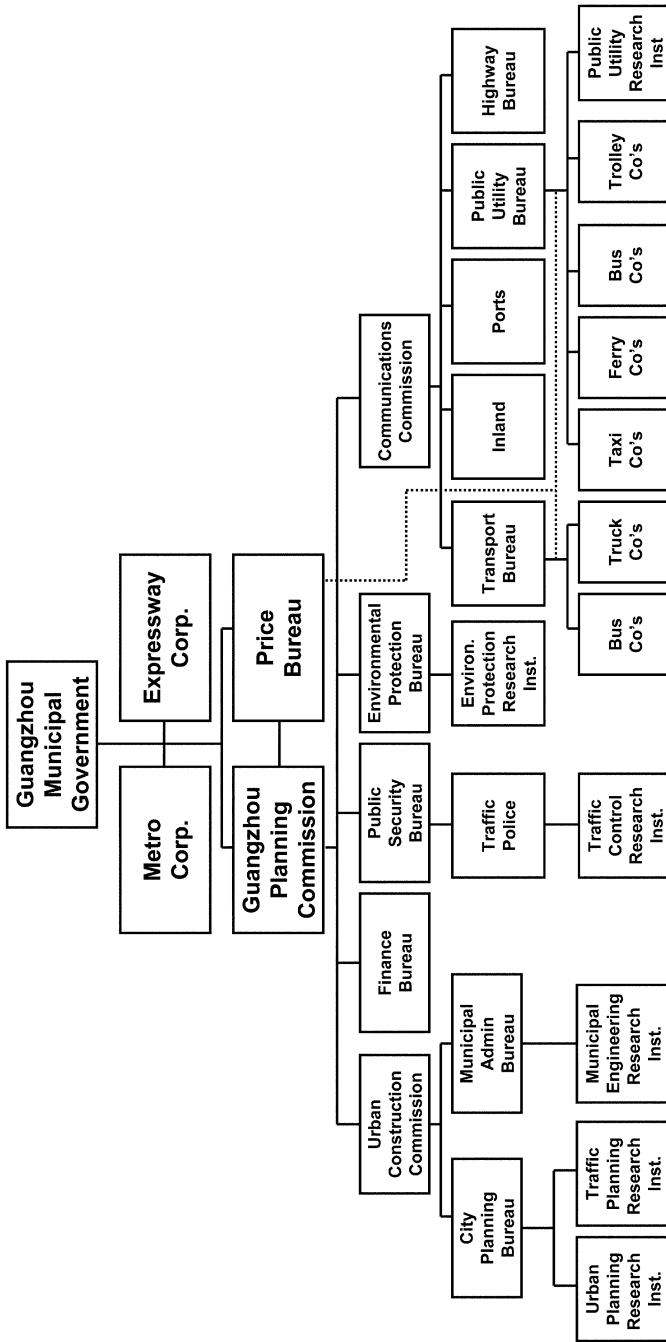 Guangzhou
Municipal
Government
Metro
Corp.
Expressway
Corp.
Guangzhou
Planning
Commission
Price
Bureau
Urban
Construction
Commission
Finance
Bureau
Public
Security
Bureau
Environmental
Protection
Bureau
Communications
Commission
City
Planning
Bureau
Municipal
Admin
Bureau
Traffic
Police
Environ.
Protection
Research
Inst.
Transport
Bureau
Inland
Ports
Public
Utility
Bureau
Highway
Bureau
Urban
Planning
Research
Inst.
Traffic
Planning
Research
Inst.
Municipal
Engineering
Research
Inst.
Traffic
Control
Research
Inst.
Bus
Co's
Truck
Co's
Taxi
Co's
Ferry
Co's
Bus
Co's
Trolley
Co's
Public
Utility
Research
Inst